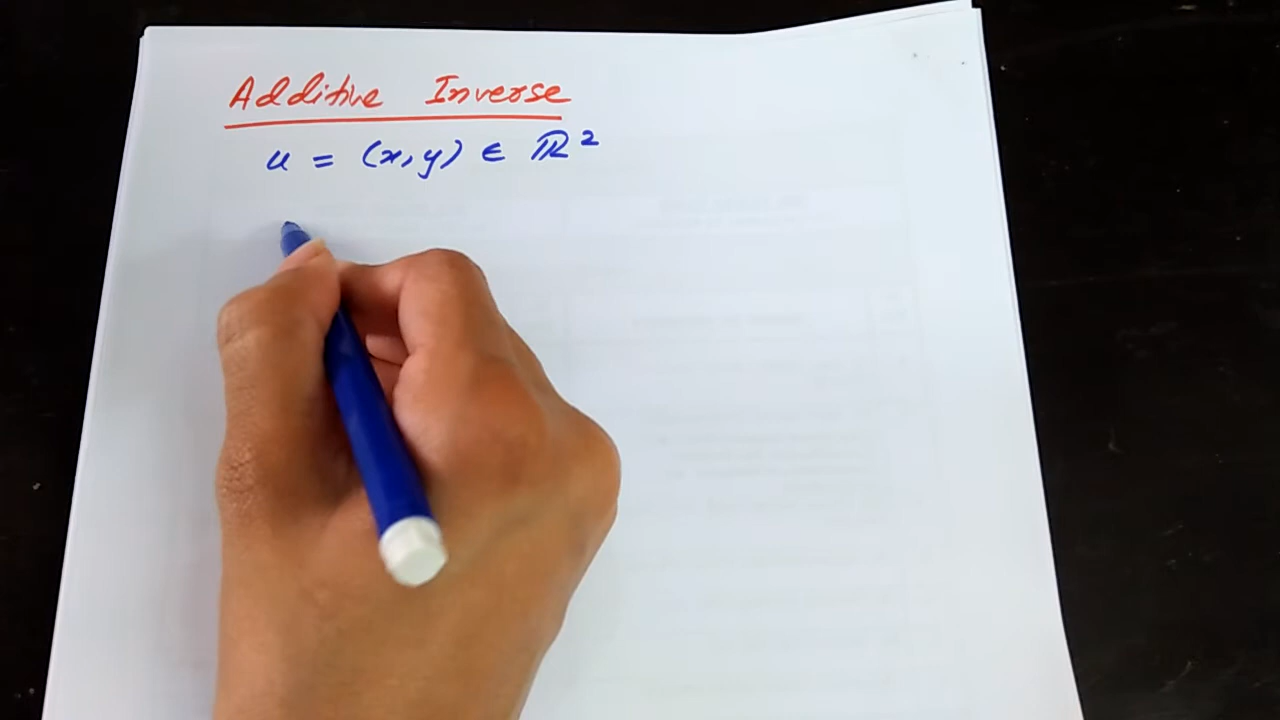 Additive Inverse
u = (x, y) ∈ ℝ²